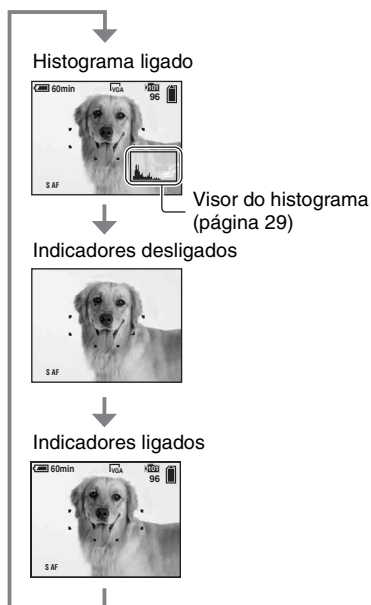 Histograma ligado
60min VGA 101
96
S AF
Visor do histograma
(página 29)
Indicadores desligados
S AF
Indicadores ligados
60min VGA 101
96
S AF